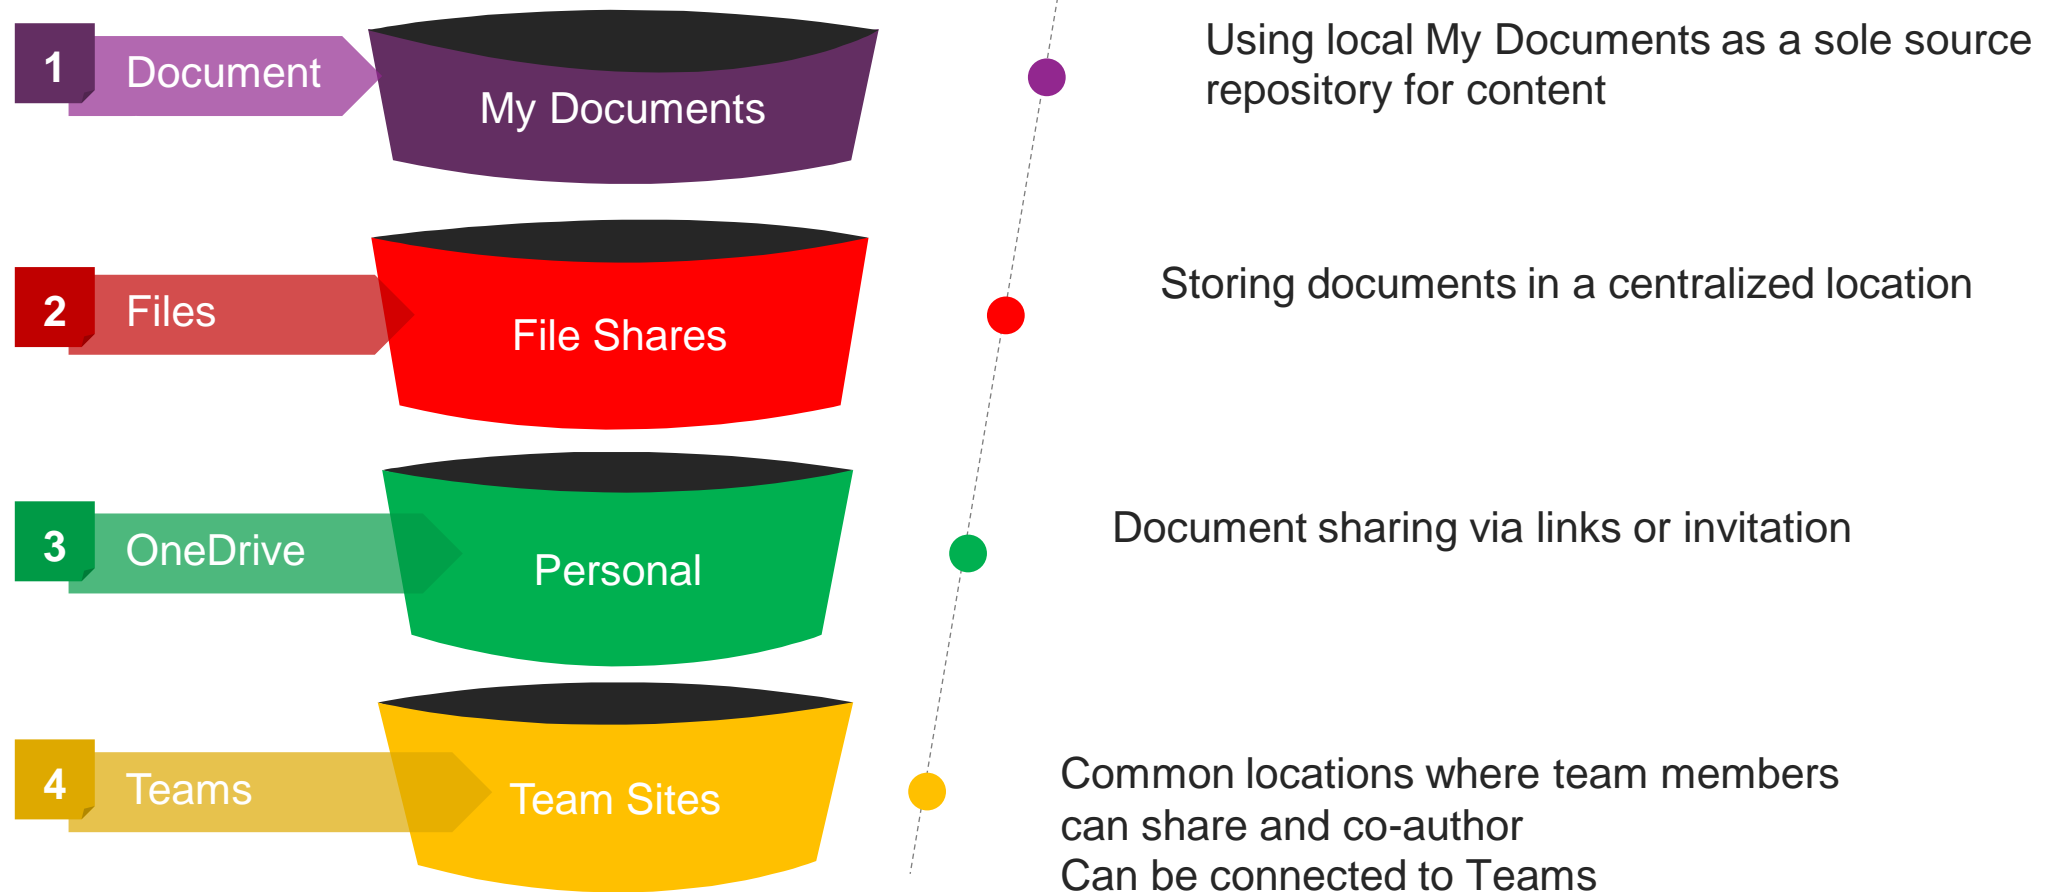 1
Document
My Documents
Using local My Documents as a sole source
repository for content
2
Files
File Shares
Storing documents in a centralized location
3
OneDrive
Personal
Document sharing via links or invitation
4
Teams
Team Sites
Common locations where team members
can share and co-author
Can be connected to Teams